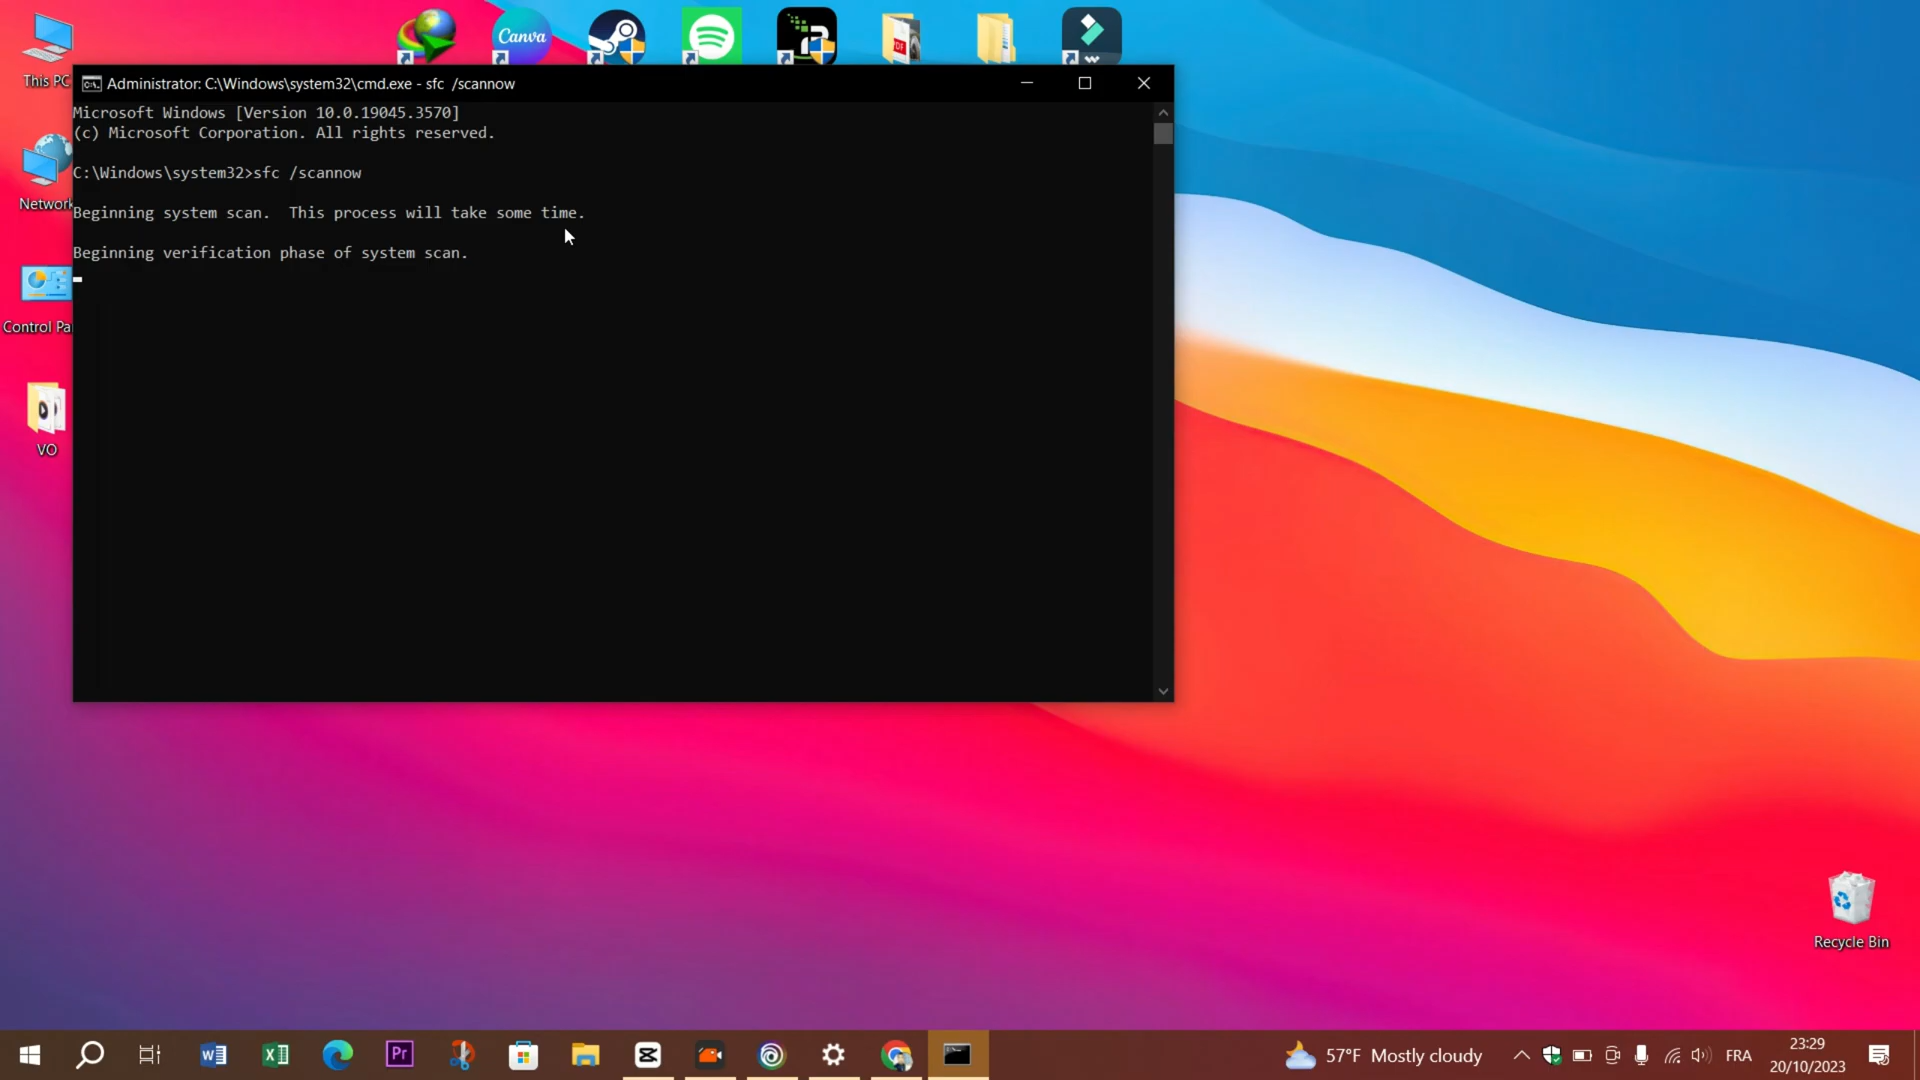 Canva
PDF
This PC
Administrator: C:\Windows\system32\cmd.exe - sfc /scannow
Microsoft Windows [Version 10.0.19045.3570]
(c) Microsoft Corporation. All rights reserved.
C:\Windows\system32>sfc /scannow
Beginning system scan. This process will take some time.
Beginning verification phase of system scan.
Network
Control Pa
VO
Recycle Bin
Pr
57°F Mostly cloudy
FRA
23:29
20/10/2023